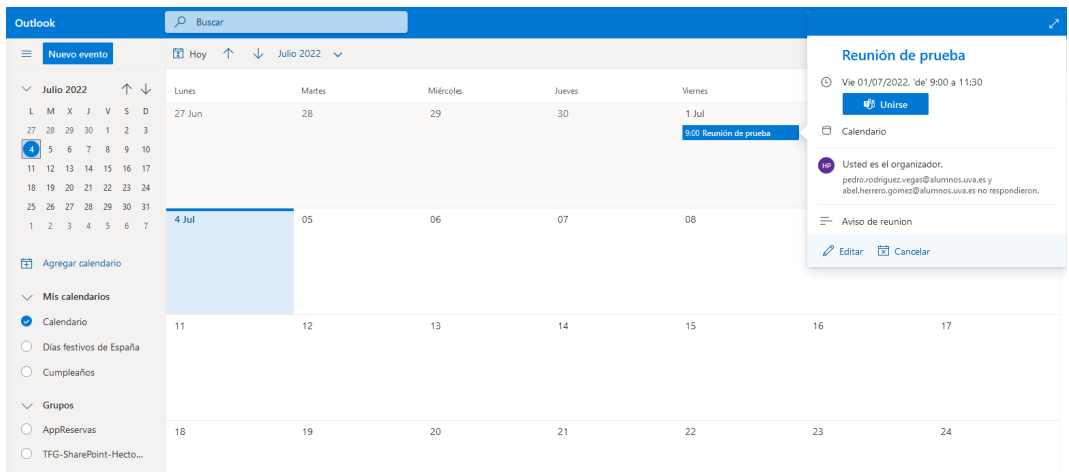 Outlook
Buscar
Nuevo evento
Hoy
Julio 2022
Julio 2022
L M X J V S D
27 28 29 30 1 2 3
4 5 6 7 8 9 10
11 12 13 14 15 16 17
18 19 20 21 22 23 24
25 26 27 28 29 30 31
1 2 3 4 5 6 7
Agregar calendario
Mis calendarios
Calendario
Días festivos de España
Cumpleaños
Grupos
AppReservas
TFG-SharePoint-Hecto...
Lunes Martes Miércoles Jueves Viernes
27 Jun 28 29 30 1 Jul
9:00 Reunión de prueba
4 Jul 05 06 07 08
11 12 13 14 15 16 17
18 19 20 21 22 23 24
Reunión de prueba
Vie 01/07/2022, 'de' 9:00 a 11:30
Unirse
Calendario
HP
Usted es el organizador.
pedro.rodriguez.vegas@alumnos.uva.es y
abel.herrero.gomez@alumnos.uva.es no respondieron.
Aviso de reunion
Editar Cancelar